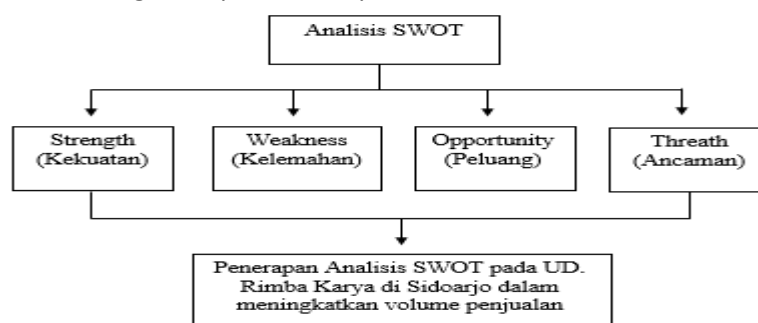 Analisis SWOT
Strength
(Kekuatan)
Weakness
(Kelemahan)
Opportunity
(Peluang)
Threath
(Ancaman)
Penerapan Analisis SWOT pada UD.
Rimba Karya di Sidoarjo dalam
meningkatkan volume penjualan